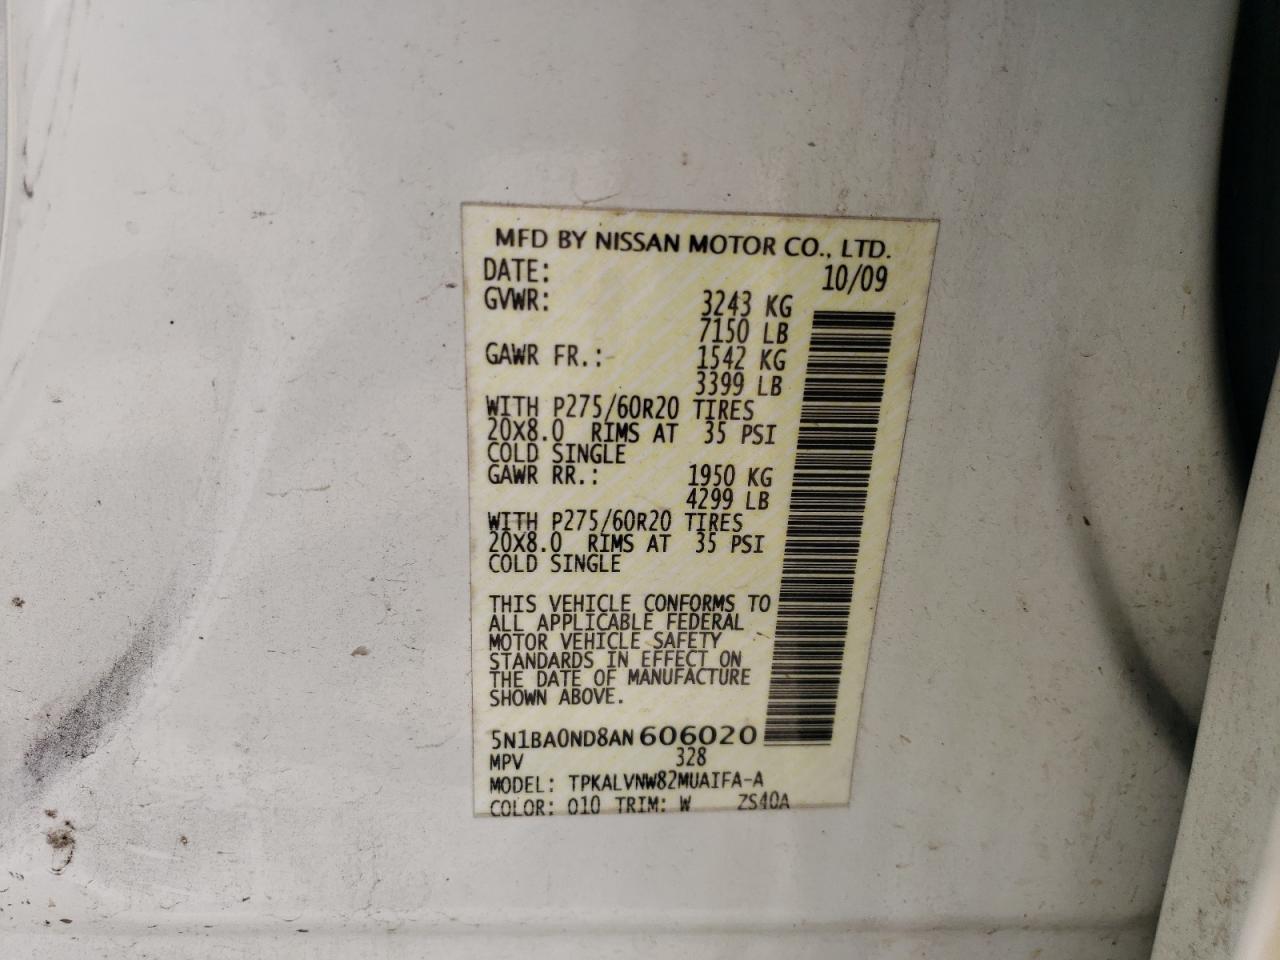 MFD BY NISSAN MOTOR CO., LTD.
DATE: 10/09
GVWR: 3243 KG
7150 LB
GAWR FR.: 1542 KG
3399 LB
WITH P275/60R20 TIRES
20X8.0 RIMS AT 35 PSI
COLD SINGLE
GAWR RR.: 1950 KG
4299 LB
WITH P275/60R20 TIRES
20X8.0 RIMS AT 35 PSI
COLD SINGLE
THIS VEHICLE CONFORMS TO
ALL APPLICABLE FEDERAL
MOTOR VEHICLE SAFETY
STANDARDS IN EFFECT ON
THE DATE OF MANUFACTURE
SHOWN ABOVE.
5N1BA0ND8AN606020
MPV 328
MODEL: TPKALVNW82MUAIFA-A
COLOR: 010 TRIM: W ZS40A